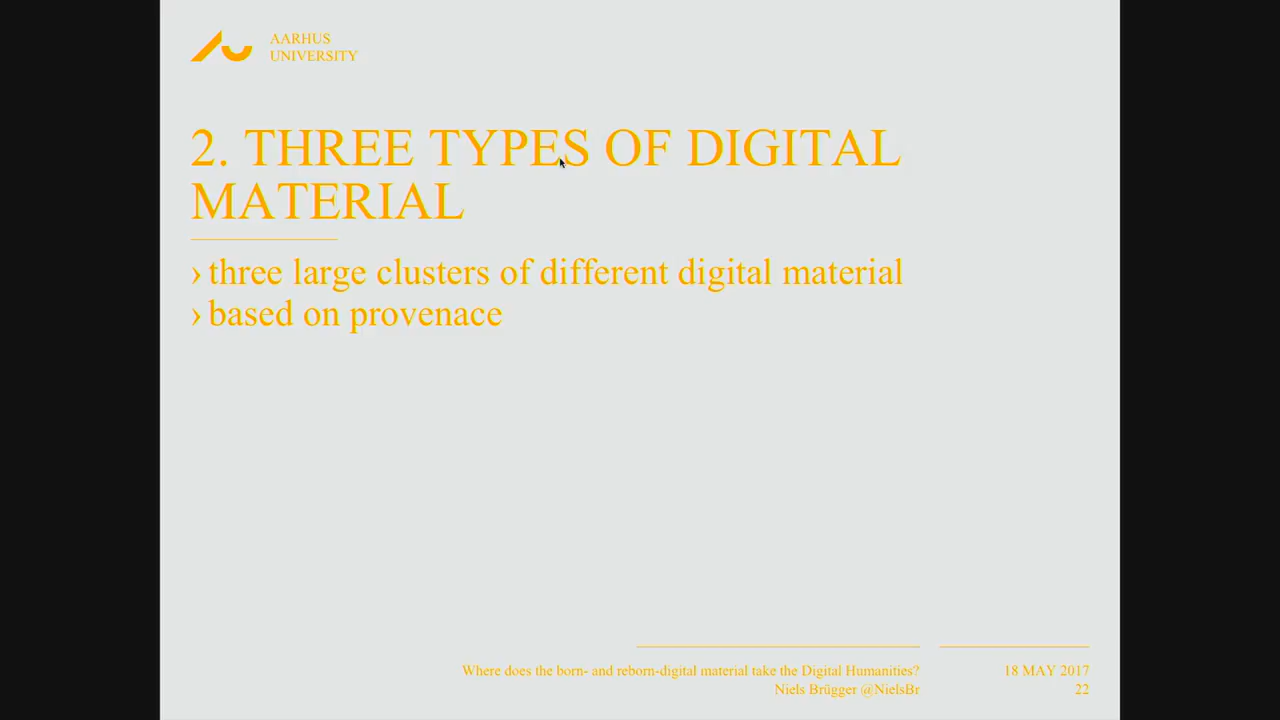 AARHUS
UNIVERSITY
2. THREE TYPES OF DIGITAL
MATERIAL
› three large clusters of different digital material
› based on provenace
Where does the born- and reborn-digital material take the Digital Humanities?
Niels Brügger @NielsBr
18 MAY 2017
22